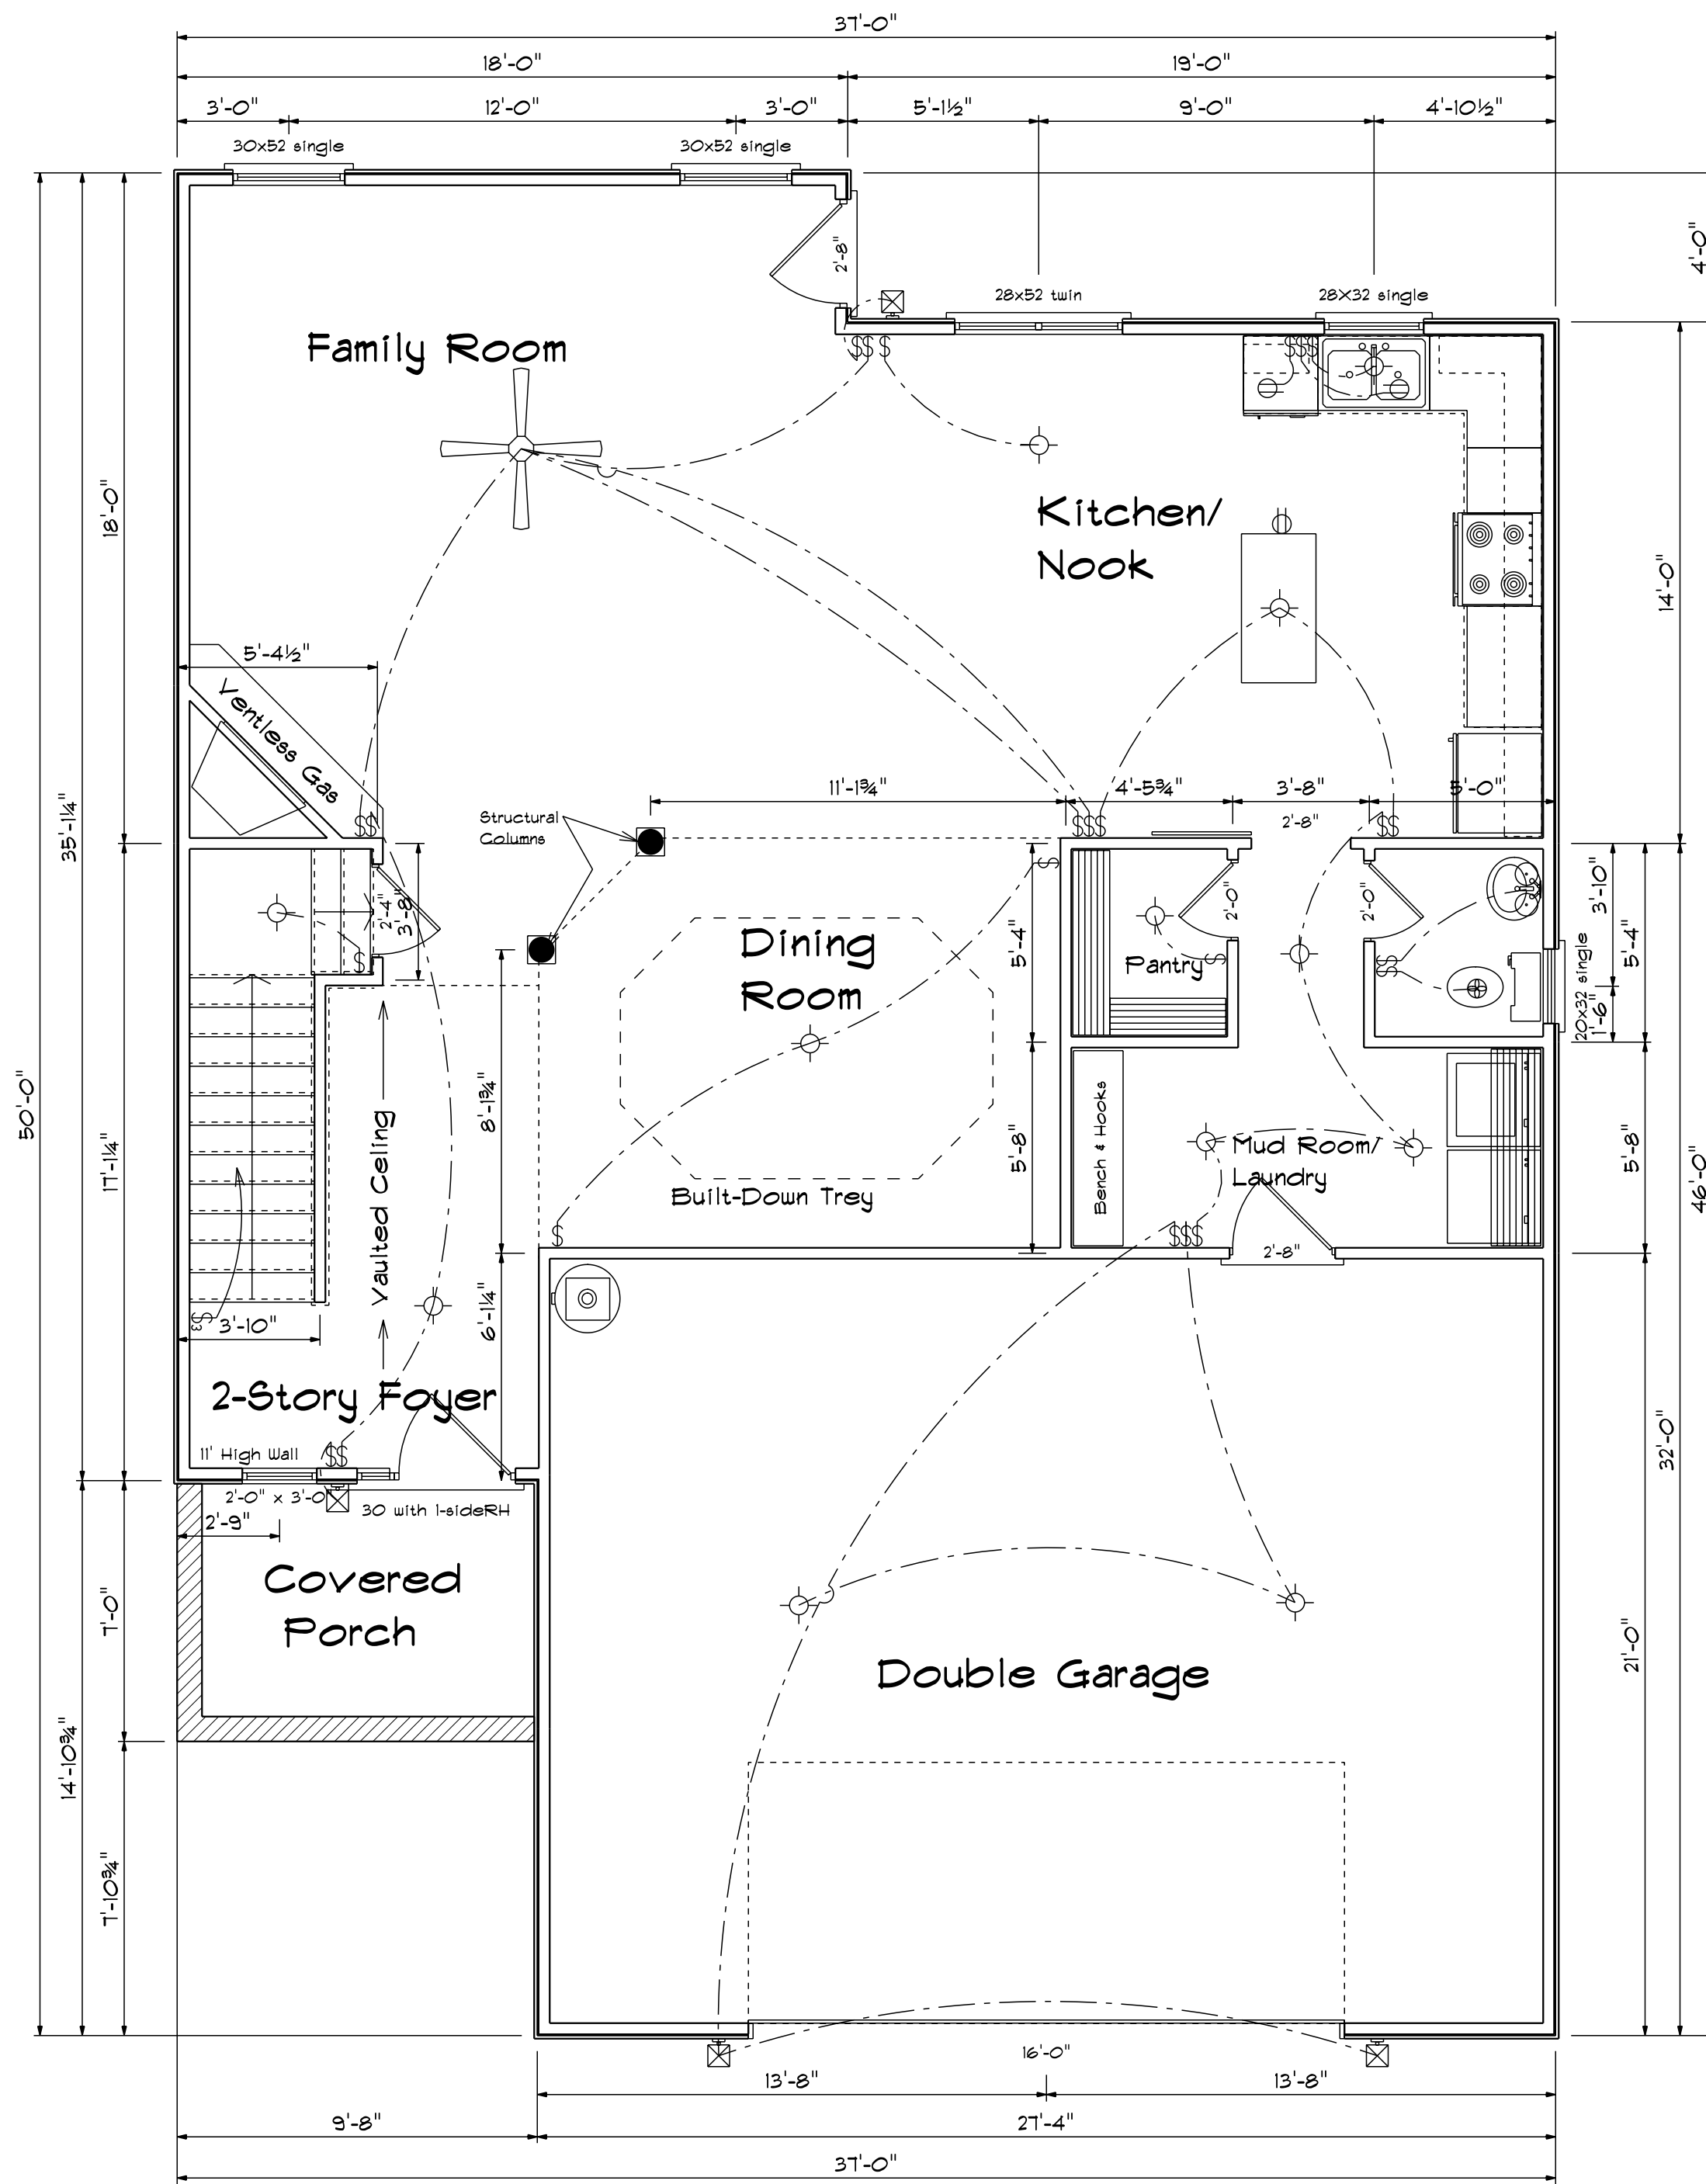 37'-0"
18'-0"
19'-0"
3'-0"
12'-0"
3'-0"
5'-1½"
9'-0"
4'-10½"
30x52 single
30x52 single
2'-8"
28x52 twin
28X32 single
4'-0"
$$ $
$$$
Family Room
Kitchen/
Nook
18'-0"
14'-0"
5'-4½"
Ventless Gas
35'-1¼"
11'-1¾"
4'-5¾"
3'-8"
5'-0"
Structural
Columns
$$
$$$
2'-8"
$$
$
2'-4"
3'-8"
$
Dining
Room
5'-4"
2'-0"
Pantry
$
2'-0"
$$
3'-10"
5'-4"
20x32 single
1'-6"
50'-0"
17'-1¼"
8'-1¾"
Vaulted Celing
Built-Down Trey
5'-8"
Bench & Hooks
Mud Room/
Laundry
5'-8"
46'-0"
$
$$$
2'-8"
$3
3'-10"
6'-1¼"
2-Story Foyer
11' High Wall
$$
2'-0" x 3'-0"
30 with 1-sideRH
2'-9"
32'-0"
Covered
Porch
7'-0"
Double Garage
21'-0"
14'-10¾"
7'-10¾"
16'-0"
13'-8"
13'-8"
9'-8"
27'-4"
37'-0"